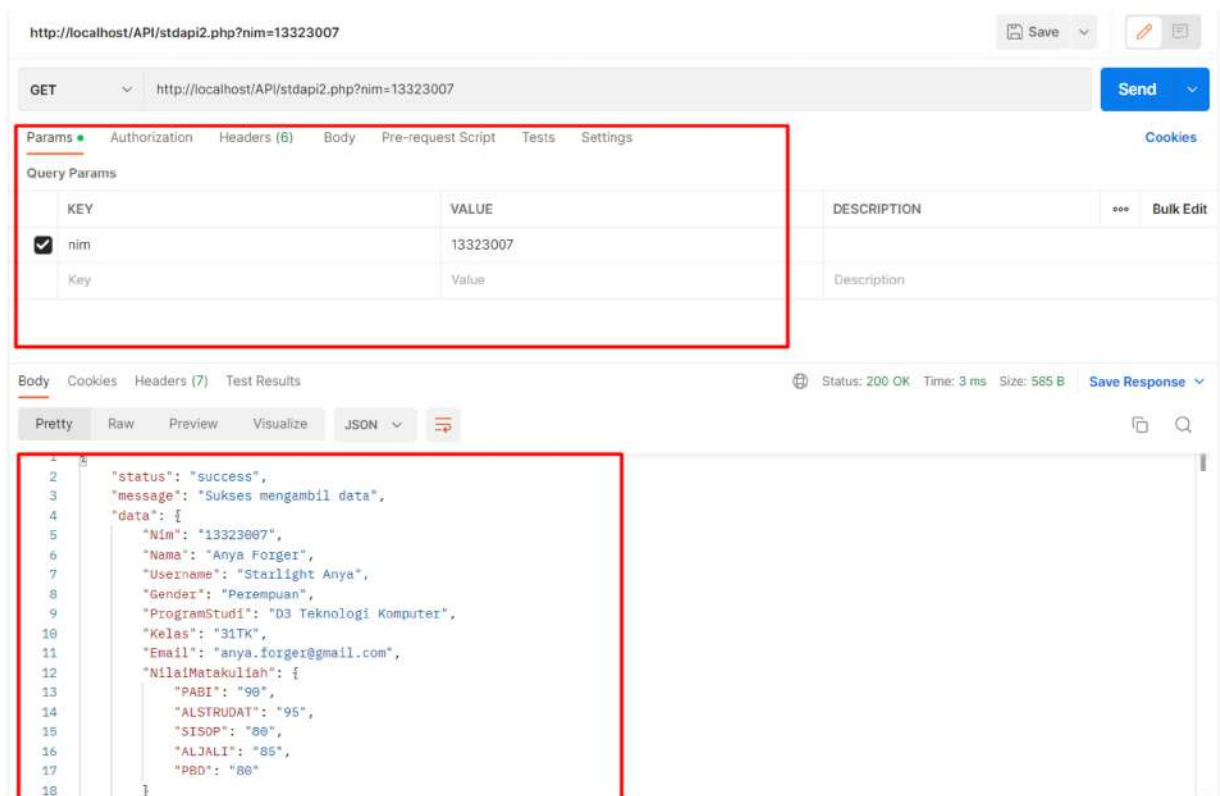 http://localhost/API/stdapi2.php?nim=13323007 Save
GET http://localhost/API/stdapi2.php?nim=13323007 Send
Params Authorization Headers (6) Body Pre-request Script Tests Settings Cookies
Query Params
KEY VALUE DESCRIPTION ooo Bulk Edit
nim 13323007
Key Value Description
Body Cookies Headers (7) Test Results Status: 200 OK Time: 3 ms Size: 585 B Save Response
Pretty Raw Preview Visualize JSON
1 {
2 "status": "success",
3 "message": "Sukses mengambil data",
4 "data": {
5 "Nim": "13323007",
6 "Nama": "Anya Forger",
7 "Username": "Starlight Anya",
8 "Gender": "Perempuan",
9 "ProgramStudi": "D3 Teknologi Komputer",
10 "Kelas": "31TK",
11 "Email": "anya.forger@gmail.com",
12 "NilaiMatakuliah": {
13 "PABI": "90",
14 "ALSTRUDAT": "95",
15 "SISOP": "80",
16 "ALJALI": "85",
17 "PBD": "80"
18 }